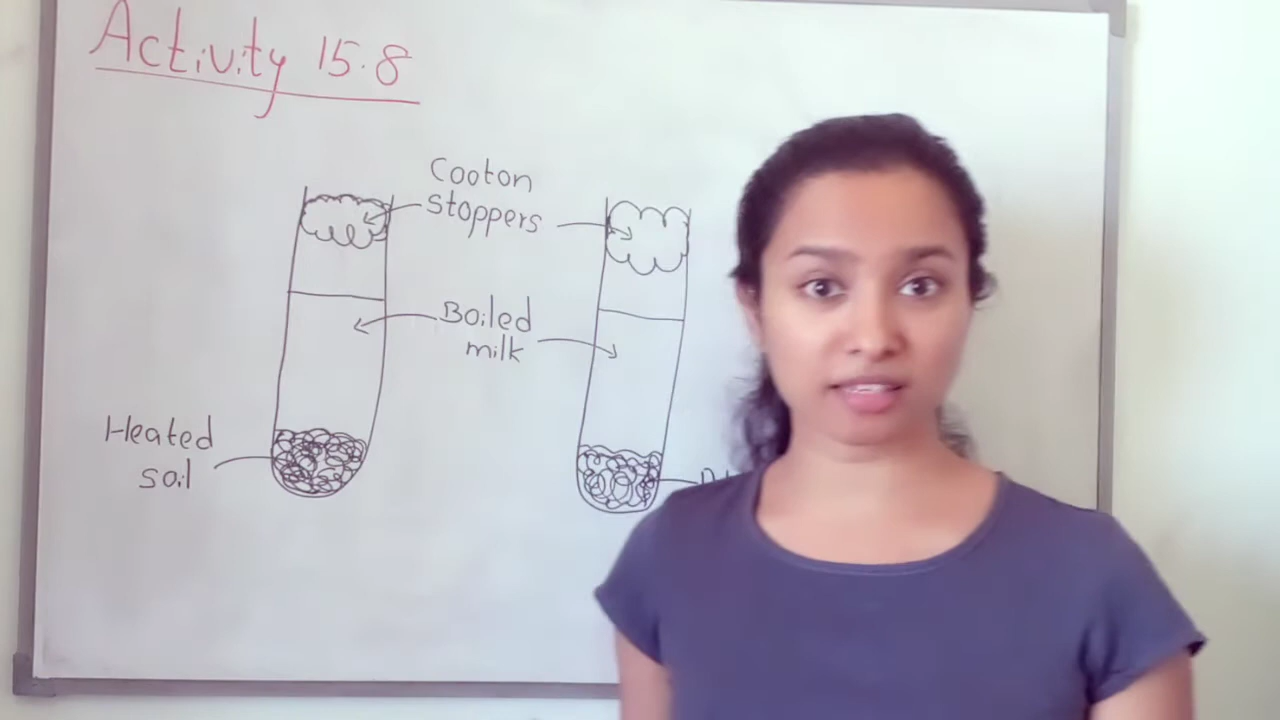 Activity 15.8
Cooton
stoppers
Boiled
milk
Heated
soil